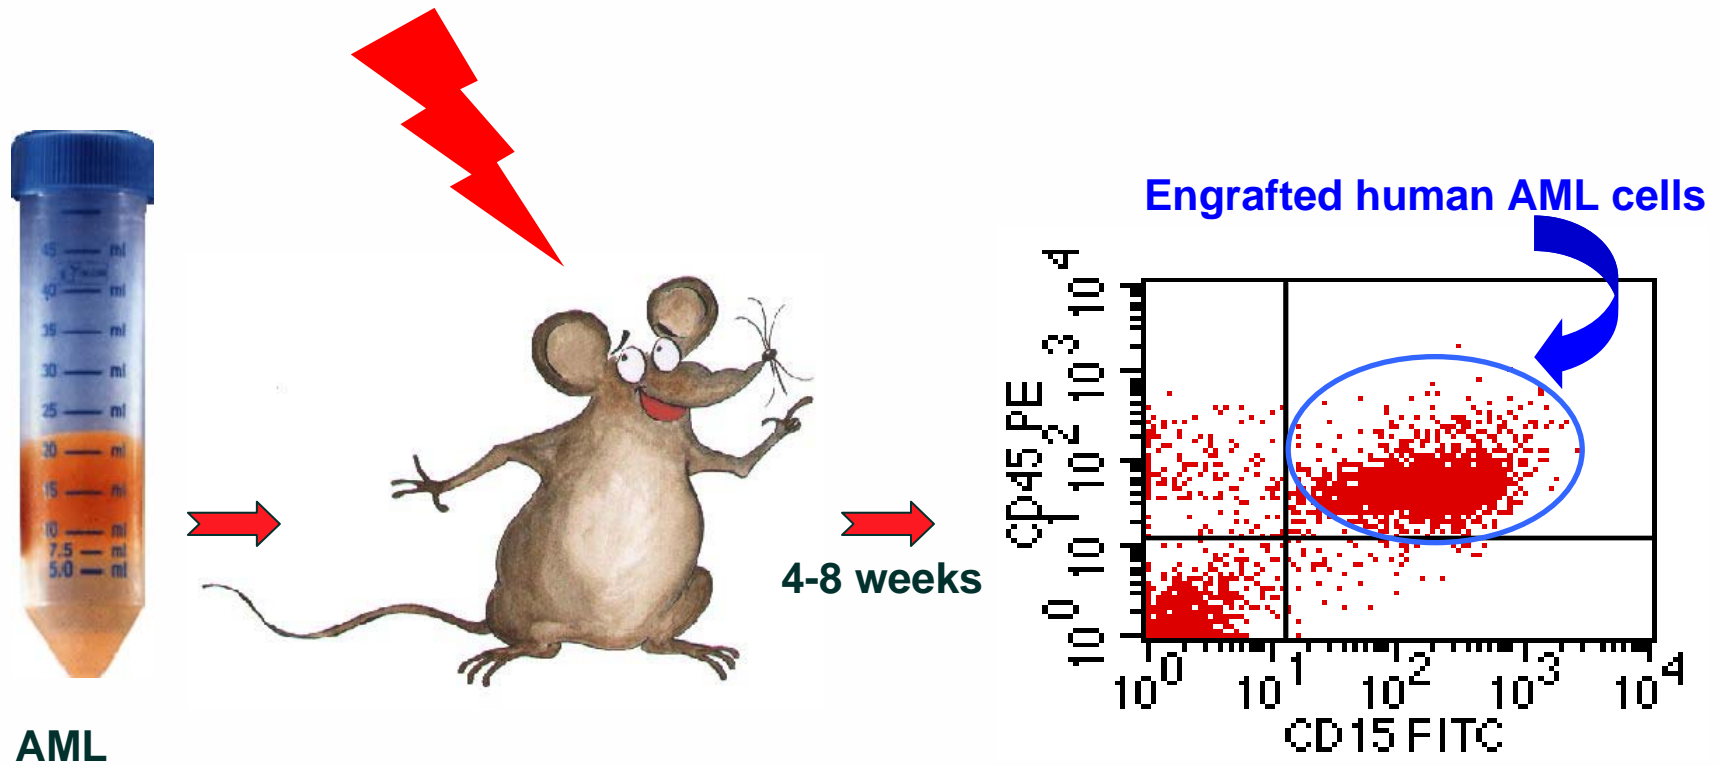 Engrafted human AML cells
45 ml
40 ml
35 ml
30 ml
25 ml
20 ml
15 ml
10 ml
7.5 ml
5.0 ml
AML
4-8 weeks
CD45 PE
10^4
10^3
10^2
10^1
10^0
10^0 10^1 10^2 10^3 10^4
CD15 FITC